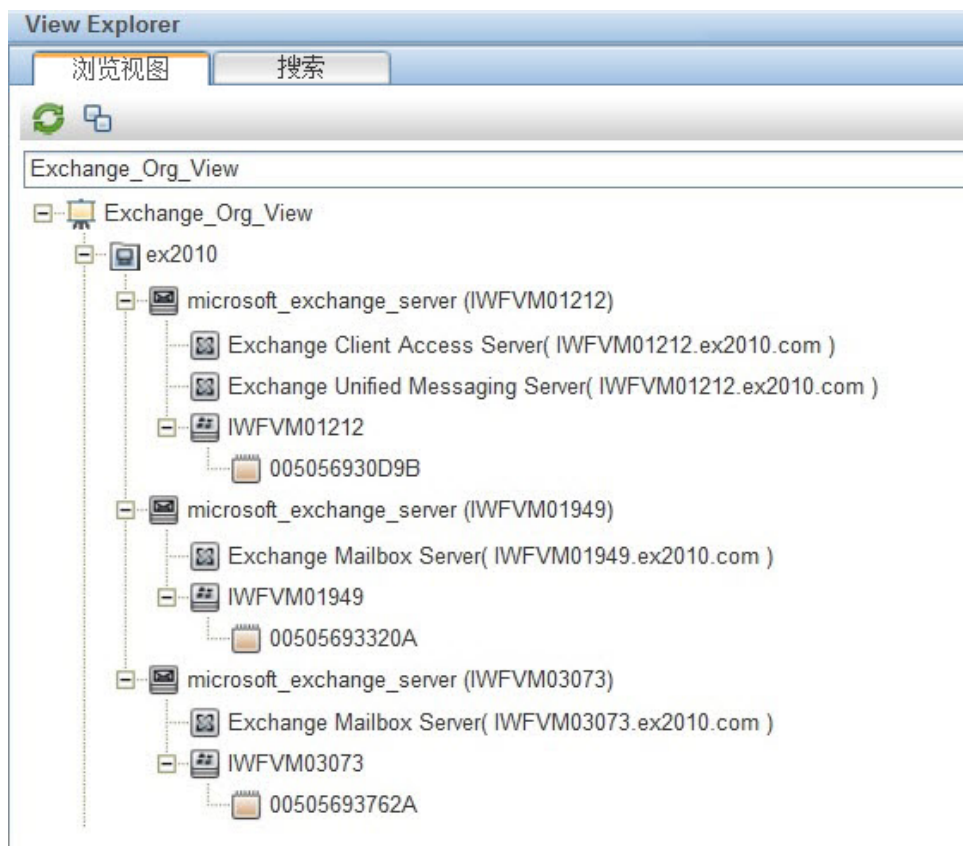 View Explorer
浏览视图 搜索
Exchange_Org_View
Exchange_Org_View
ex2010
microsoft_exchange_server (IWFVM01212)
Exchange Client Access Server( IWFVM01212.ex2010.com )
Exchange Unified Messaging Server( IWFVM01212.ex2010.com )
IWFVM01212
005056930D9B
microsoft_exchange_server (IWFVM01949)
Exchange Mailbox Server( IWFVM01949.ex2010.com )
IWFVM01949
00505693320A
microsoft_exchange_server (IWFVM03073)
Exchange Mailbox Server( IWFVM03073.ex2010.com )
IWFVM03073
00505693762A